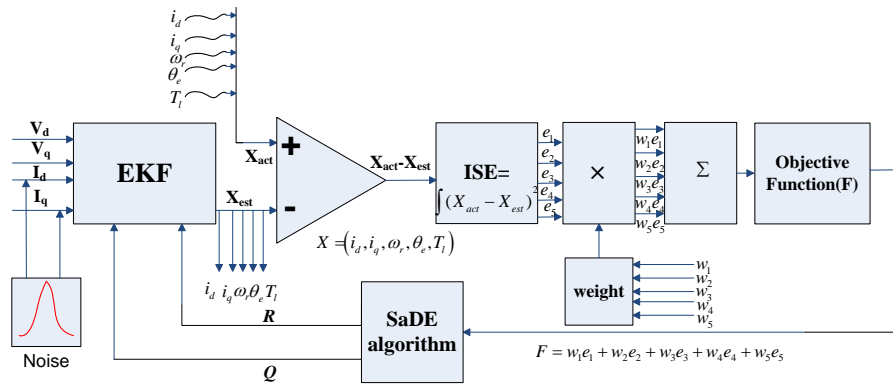 i_d
i_q
ω_r
θ_e
T_l
V_d
V_q
I_d
I_q
EKF
X_act
+
-
X_est
X_act-X_est
ISE=
∫(X_act − X_est)²
e_1
e_2
e_3
e_4
e_5
×
w_1e_1
w_2e_2
w_3e_3
w_4e_4
w_5e_5
Σ
Objective
Function(F)
X = (i_d, i_q, ω_r, θ_e, T_l)
i_d i_q ω_r θ_e T_l
weight
w_1
w_2
w_3
w_4
w_5
R
SaDE
algorithm
Q
Noise
F = w_1e_1 + w_2e_2 + w_3e_3 + w_4e_4 + w_5e_5